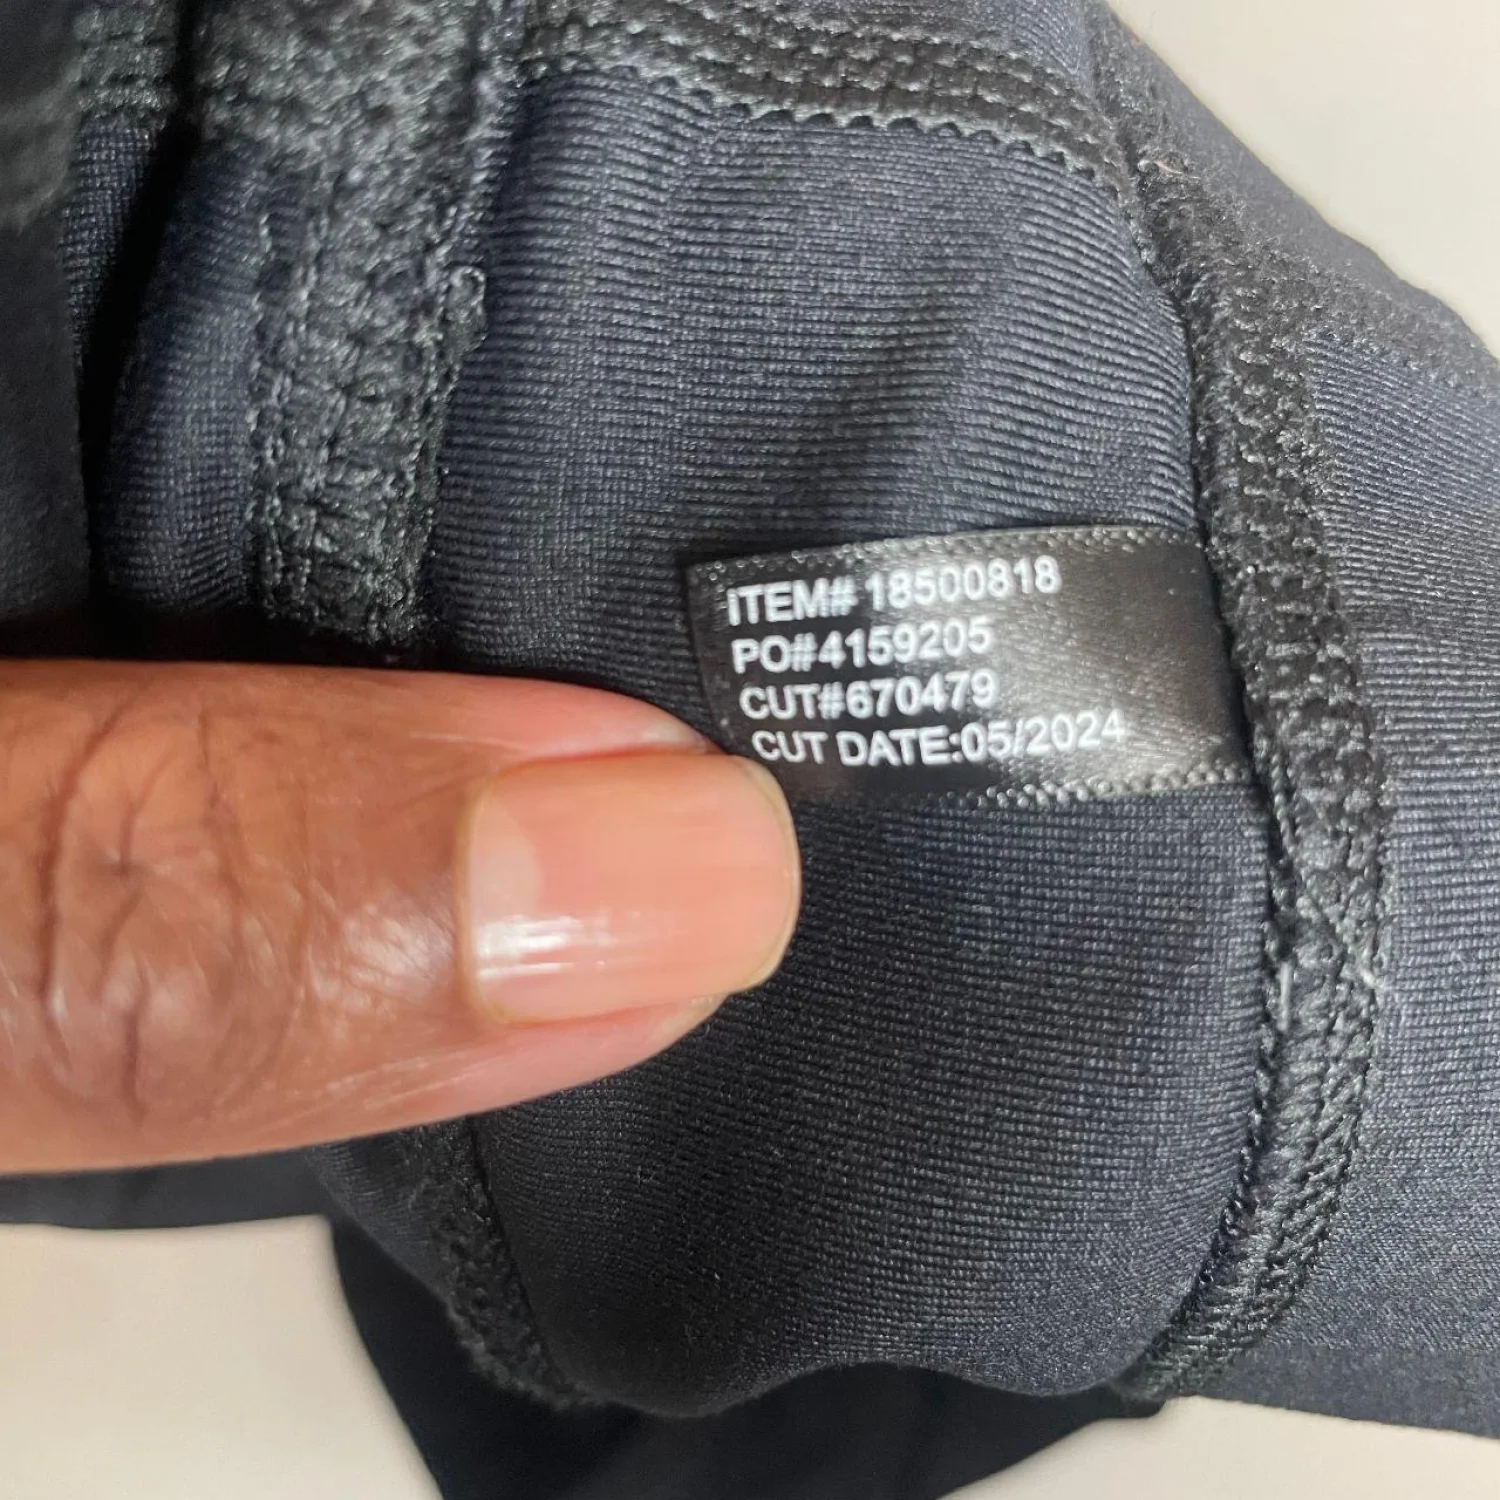 iTEM# 18500818
PO#4159205
CUT#670479
CUT DATE:05/2024